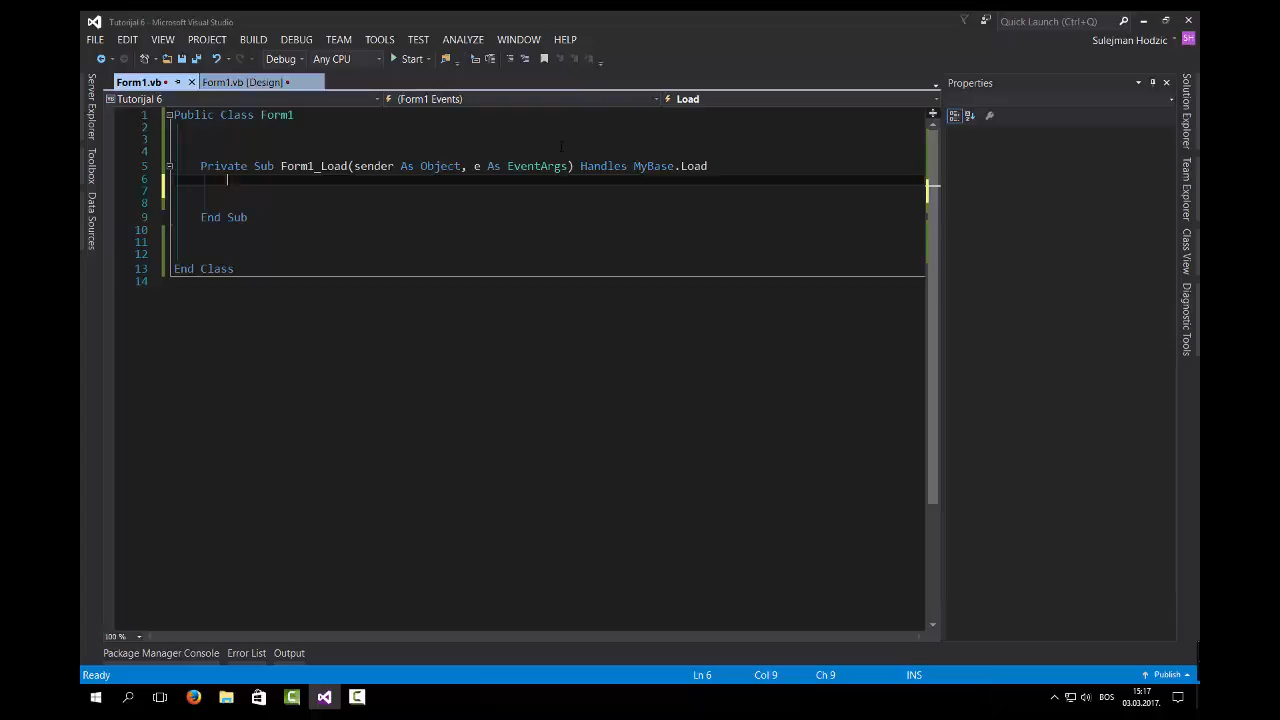 Tutorijal 6 - Microsoft Visual Studio
Quick Launch (Ctrl+Q)
FILE EDIT VIEW PROJECT BUILD DEBUG TEAM TOOLS TEST ANALYZE WINDOW HELP
Sulejman Hodzic SH
Debug Any CPU Start
Server Explorer
Toolbox
Data Sources
Form1.vb Form1.vb [Design]
Tutorijal 6 (Form1 Events) Load
1 Public Class Form1
2
3
4
5 Private Sub Form1_Load(sender As Object, e As EventArgs) Handles MyBase.Load
6
7
8
9 End Sub
10
11
12
13 End Class
14
100 %
Properties
Solution Explorer
Team Explorer
Class View
Diagnostic Tools
Package Manager Console Error List Output
Ready Ln 6 Col 9 Ch 9 INS Publish
BOS 15:17
03.03.2017.